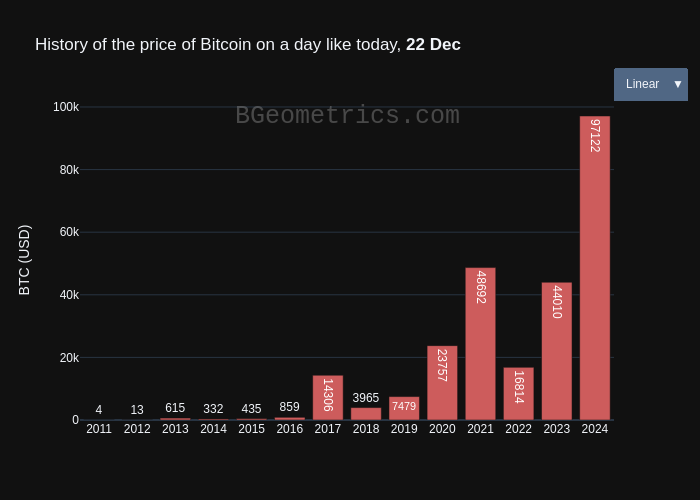 History of the price of Bitcoin on a day like today, 22 Dec
Linear ▼
BGeometrics.com
BTC (USD)
100k
80k
60k
40k
20k
0
4
13
615
332
435
859
14306
3965
7479
23757
48692
16814
44010
97122
2011 2012 2013 2014 2015 2016 2017 2018 2019 2020 2021 2022 2023 2024